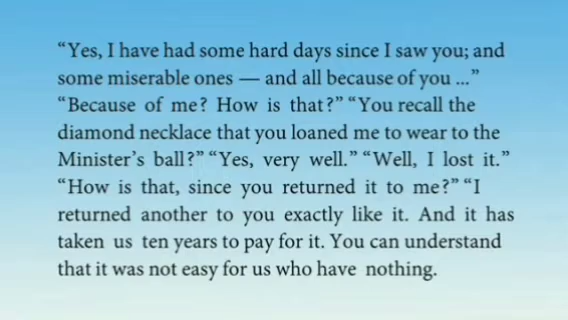 “Yes, I have had some hard days since I saw you; and
some miserable ones — and all because of you ...”
“Because of me? How is that?” “You recall the
diamond necklace that you loaned me to wear to the
Minister’s ball?” “Yes, very well.” “Well, I lost it.”
“How is that, since you returned it to me?” “I
returned another to you exactly like it. And it has
taken us ten years to pay for it. You can understand
that it was not easy for us who have nothing.